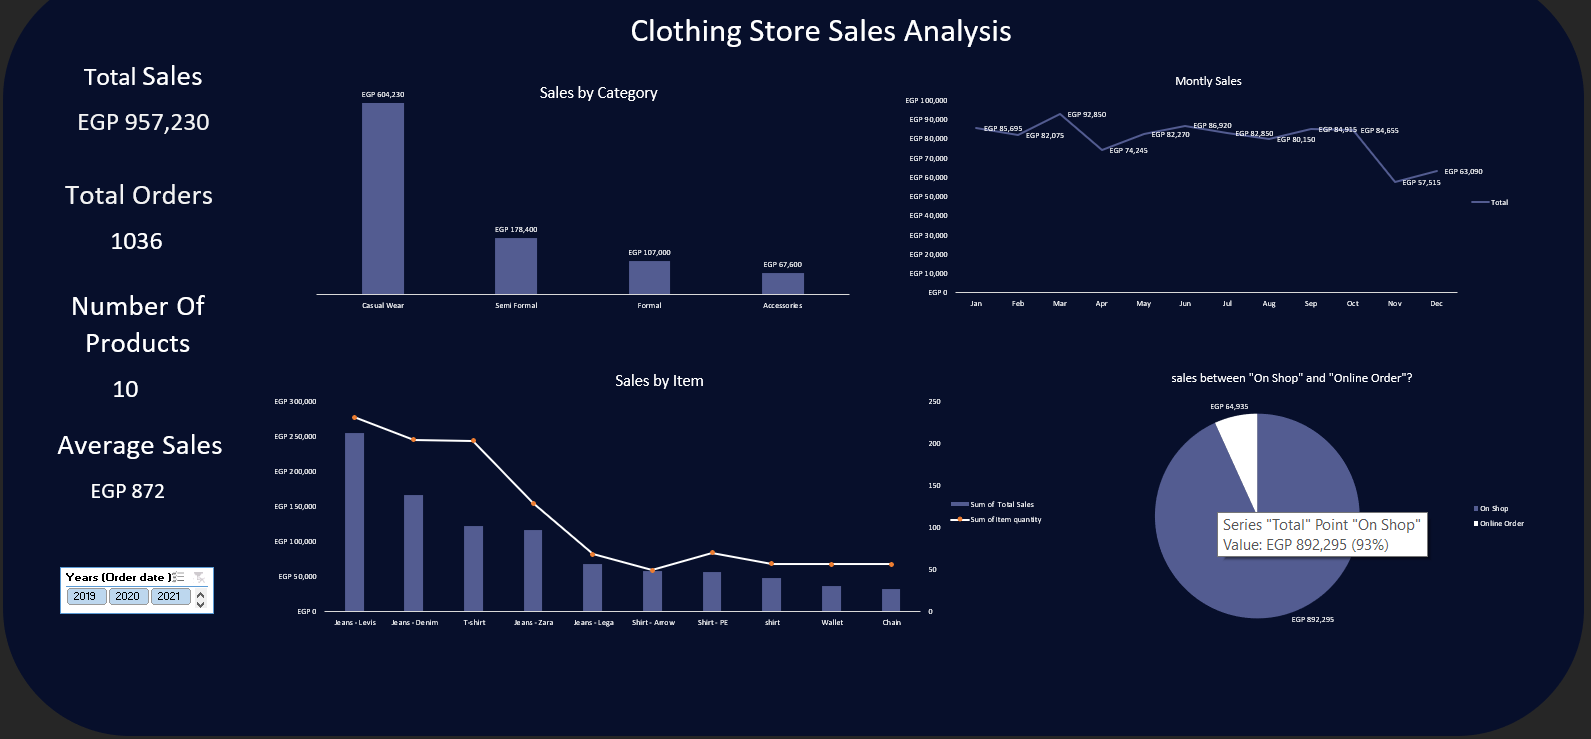 Clothing Store Sales Analysis
Total Sales
EGP 957,230
Total Orders
1036
Number Of
Products
10
Average Sales
EGP 872
Years (Order date )
2019 2020 2021
Sales by Category
EGP 604,230
EGP 178,400
EGP 107,000
EGP 67,600
Casual Wear Semi Formal Formal Accessories
Montly Sales
EGP 100,000
EGP 90,000
EGP 80,000
EGP 70,000
EGP 60,000
EGP 50,000
EGP 40,000
EGP 30,000
EGP 20,000
EGP 10,000
EGP 0
EGP 85,695
EGP 82,075
EGP 92,850
EGP 74,245
EGP 82,270
EGP 86,920
EGP 82,850
EGP 80,150
EGP 84,915
EGP 84,655
EGP 57,515
EGP 63,090
Jan Feb Mar Apr May Jun Jul Aug Sep Oct Nov Dec
Total
Sales by Item
EGP 300,000
EGP 250,000
EGP 200,000
EGP 150,000
EGP 100,000
EGP 50,000
EGP 0
250
200
150
100
50
0
Jeans - Levis Jeans - Denim T-shirt Jeans - Zara Jeans - Lega Shirt - Arrow Shirt - PE shirt Wallet Chain
Sum of Total Sales
Sum of Item quantity
sales between "On Shop" and "Online Order"?
EGP 64,935
Series "Total" Point "On Shop"
Value: EGP 892,295 (93%)
EGP 892,295
On Shop
Online Order